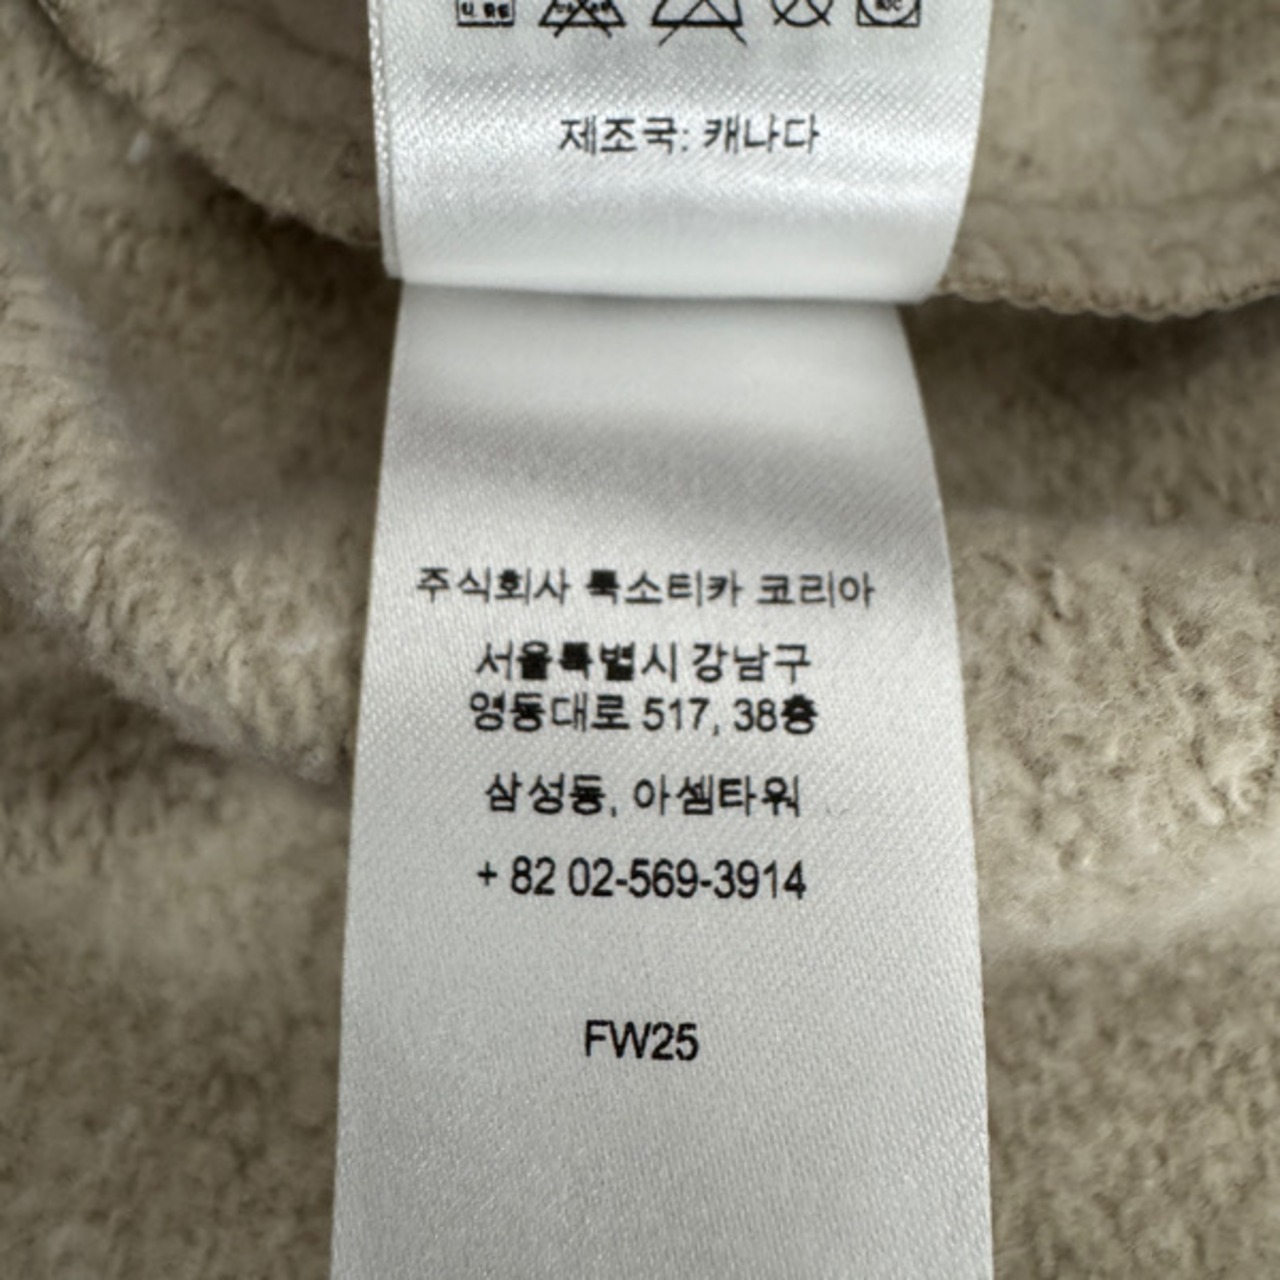 제조국: 캐나다
주식회사 룩소티카 코리아
서울특별시 강남구
영동대로 517, 38층
삼성동, 아셈타워
+ 82 02-569-3914
FW25